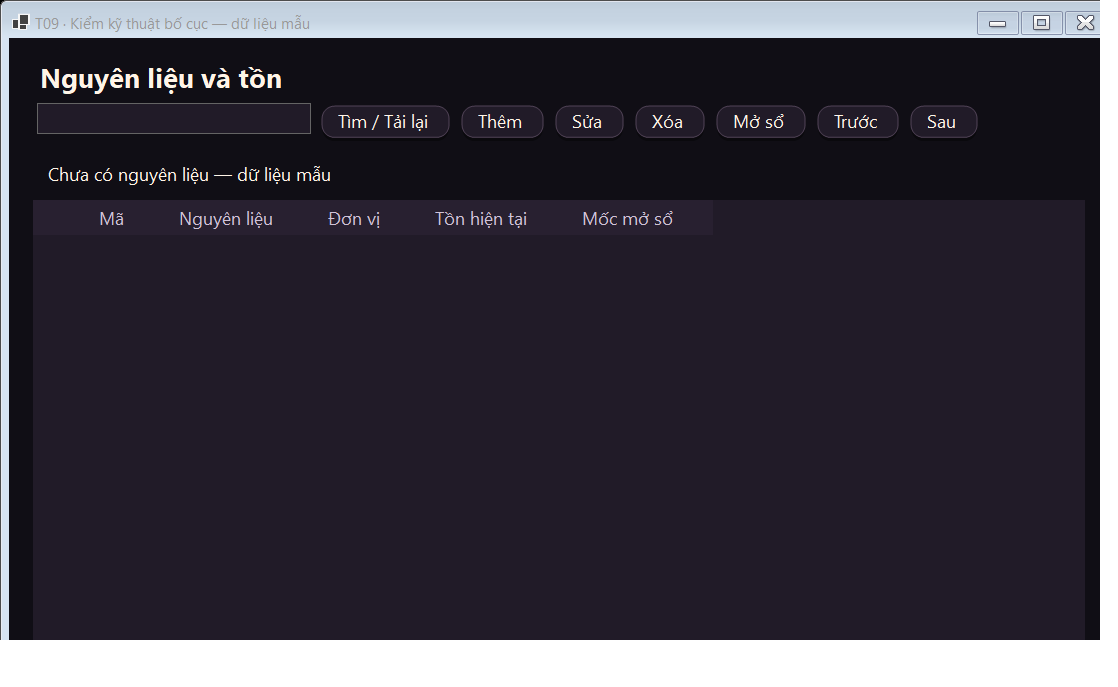 T09 · Kiểm kỹ thuật bố cục — dữ liệu mẫu
Nguyên liệu và tồn
Tìm / Tải lại Thêm Sửa Xóa Mở sổ Trước Sau
Chưa có nguyên liệu — dữ liệu mẫu
Mã Nguyên liệu Đơn vị Tồn hiện tại Mốc mở sổ